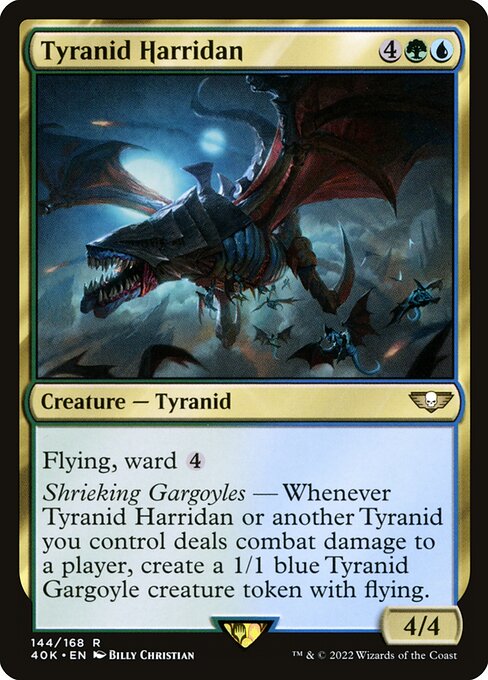 Tyranid Harridan 4
Creature — Tyranid
Flying, ward 4
Shrieking Gargoyles — Whenever
Tyranid Harridan or another Tyranid
you control deals combat damage to
a player, create a 1/1 blue Tyranid
Gargoyle creature token with flying.
4/4
144/168 R
40K • EN Billy Christian
™ & © 2022 Wizards of the Coast